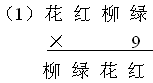 (1) 花 红 柳 绿
× 9
柳 绿 花 红